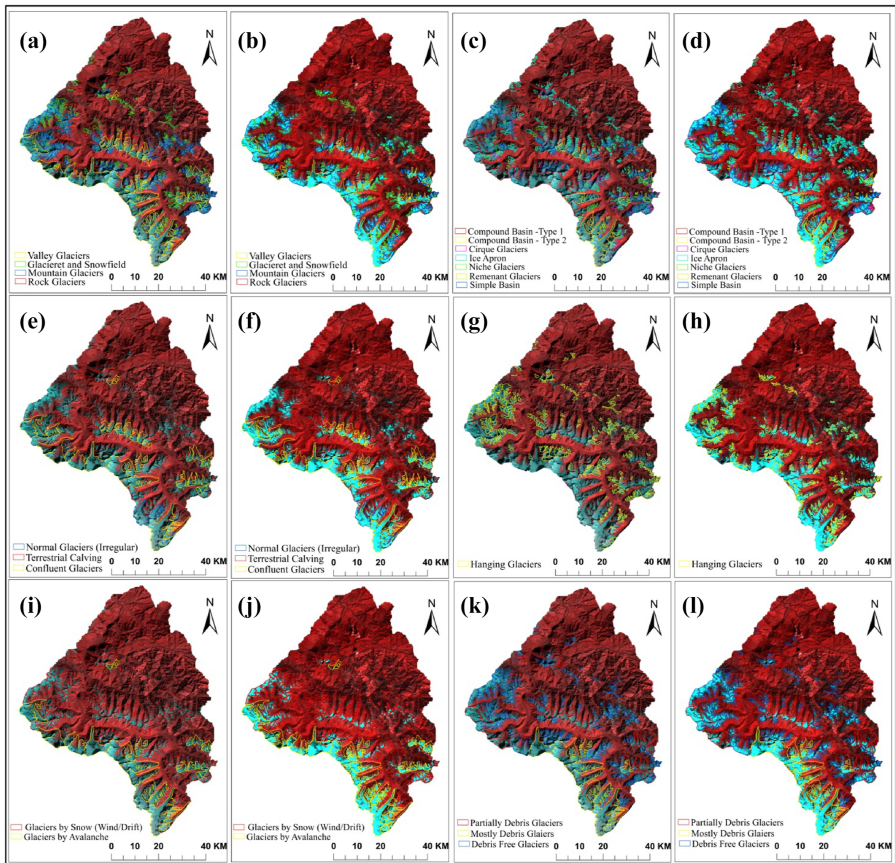 (a)
N
Valley Glaciers
Glacieret and Snowfield
Mountain Glaciers
Rock Glaciers
0 10 20 40 KM
(b)
N
Valley Glaciers
Glacieret and Snowfield
Mountain Glaciers
Rock Glaciers
0 10 20 40 KM
(c)
N
Compound Basin -Type 1
Compound Basin - Type 2
Cirque Glaciers
Ice Apron
Niche Glaciers
Remenant Glaciers
Simple Basin
0 10 20 40 KM
(d)
N
Compound Basin -Type 1
Compound Basin - Type 2
Cirque Glaciers
Ice Apron
Niche Glaciers
Remenant Glaciers
Simple Basin
0 10 20 40 KM
(e)
N
Normal Glaciers (Irregular)
Terrestrial Calving
Confluent Glaciers
0 10 20 40 KM
(f)
N
Normal Glaciers (Irregular)
Terrestrial Calving
Confluent Glaciers
0 10 20 40 KM
(g)
N
Hanging Glaciers
0 10 20 40 KM
(h)
N
Hanging Glaciers
0 10 20 40 KM
(i)
N
Glaciers by Snow (Wind/Drift)
Glaciers by Avalanche
0 10 20 40 KM
(j)
N
Glaciers by Snow (Wind/Drift)
Glaciers by Avalanche
0 10 20 40 KM
(k)
N
Partially Debris Glaciers
Mostly Debris Glaiers
Debris Free Glaciers
0 10 20 40 KM
(l)
N
Partially Debris Glaciers
Mostly Debris Glaiers
Debris Free Glaciers
0 10 20 40 KM